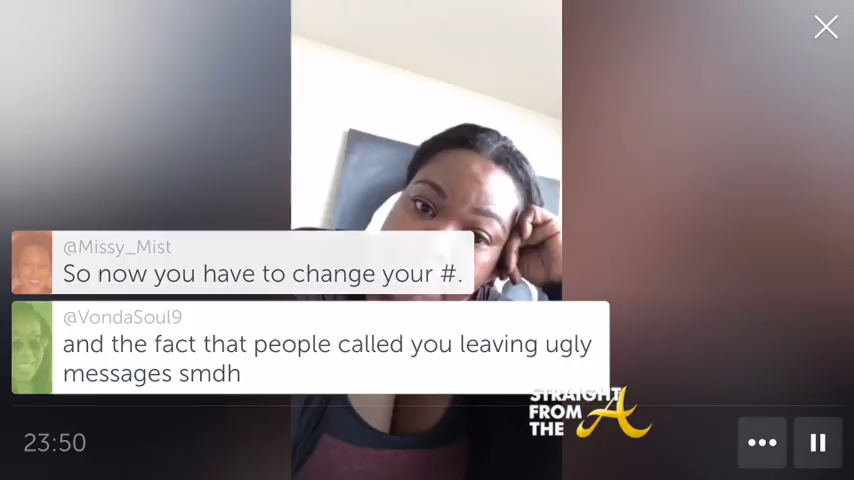 @Missy_Mist
So now you have to change your #.
@VondaSoul9
and the fact that people called you leaving ugly
messages smdh
STRAIGHT
FROM
THE A
23:50